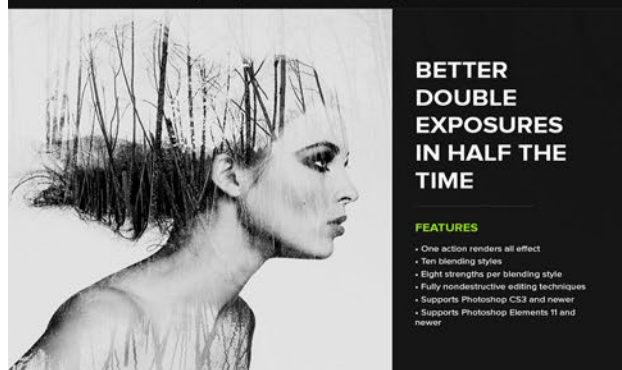 BETTER
DOUBLE
EXPOSURES
IN HALF THE
TIME
FEATURES
• One action renders all effect
• Ten blending styles
• Eight strengths per blending style
• Fully nondestructive editing techniques
• Supports Photoshop CS3 and newer
• Supports Photoshop Elements 11 and
newer